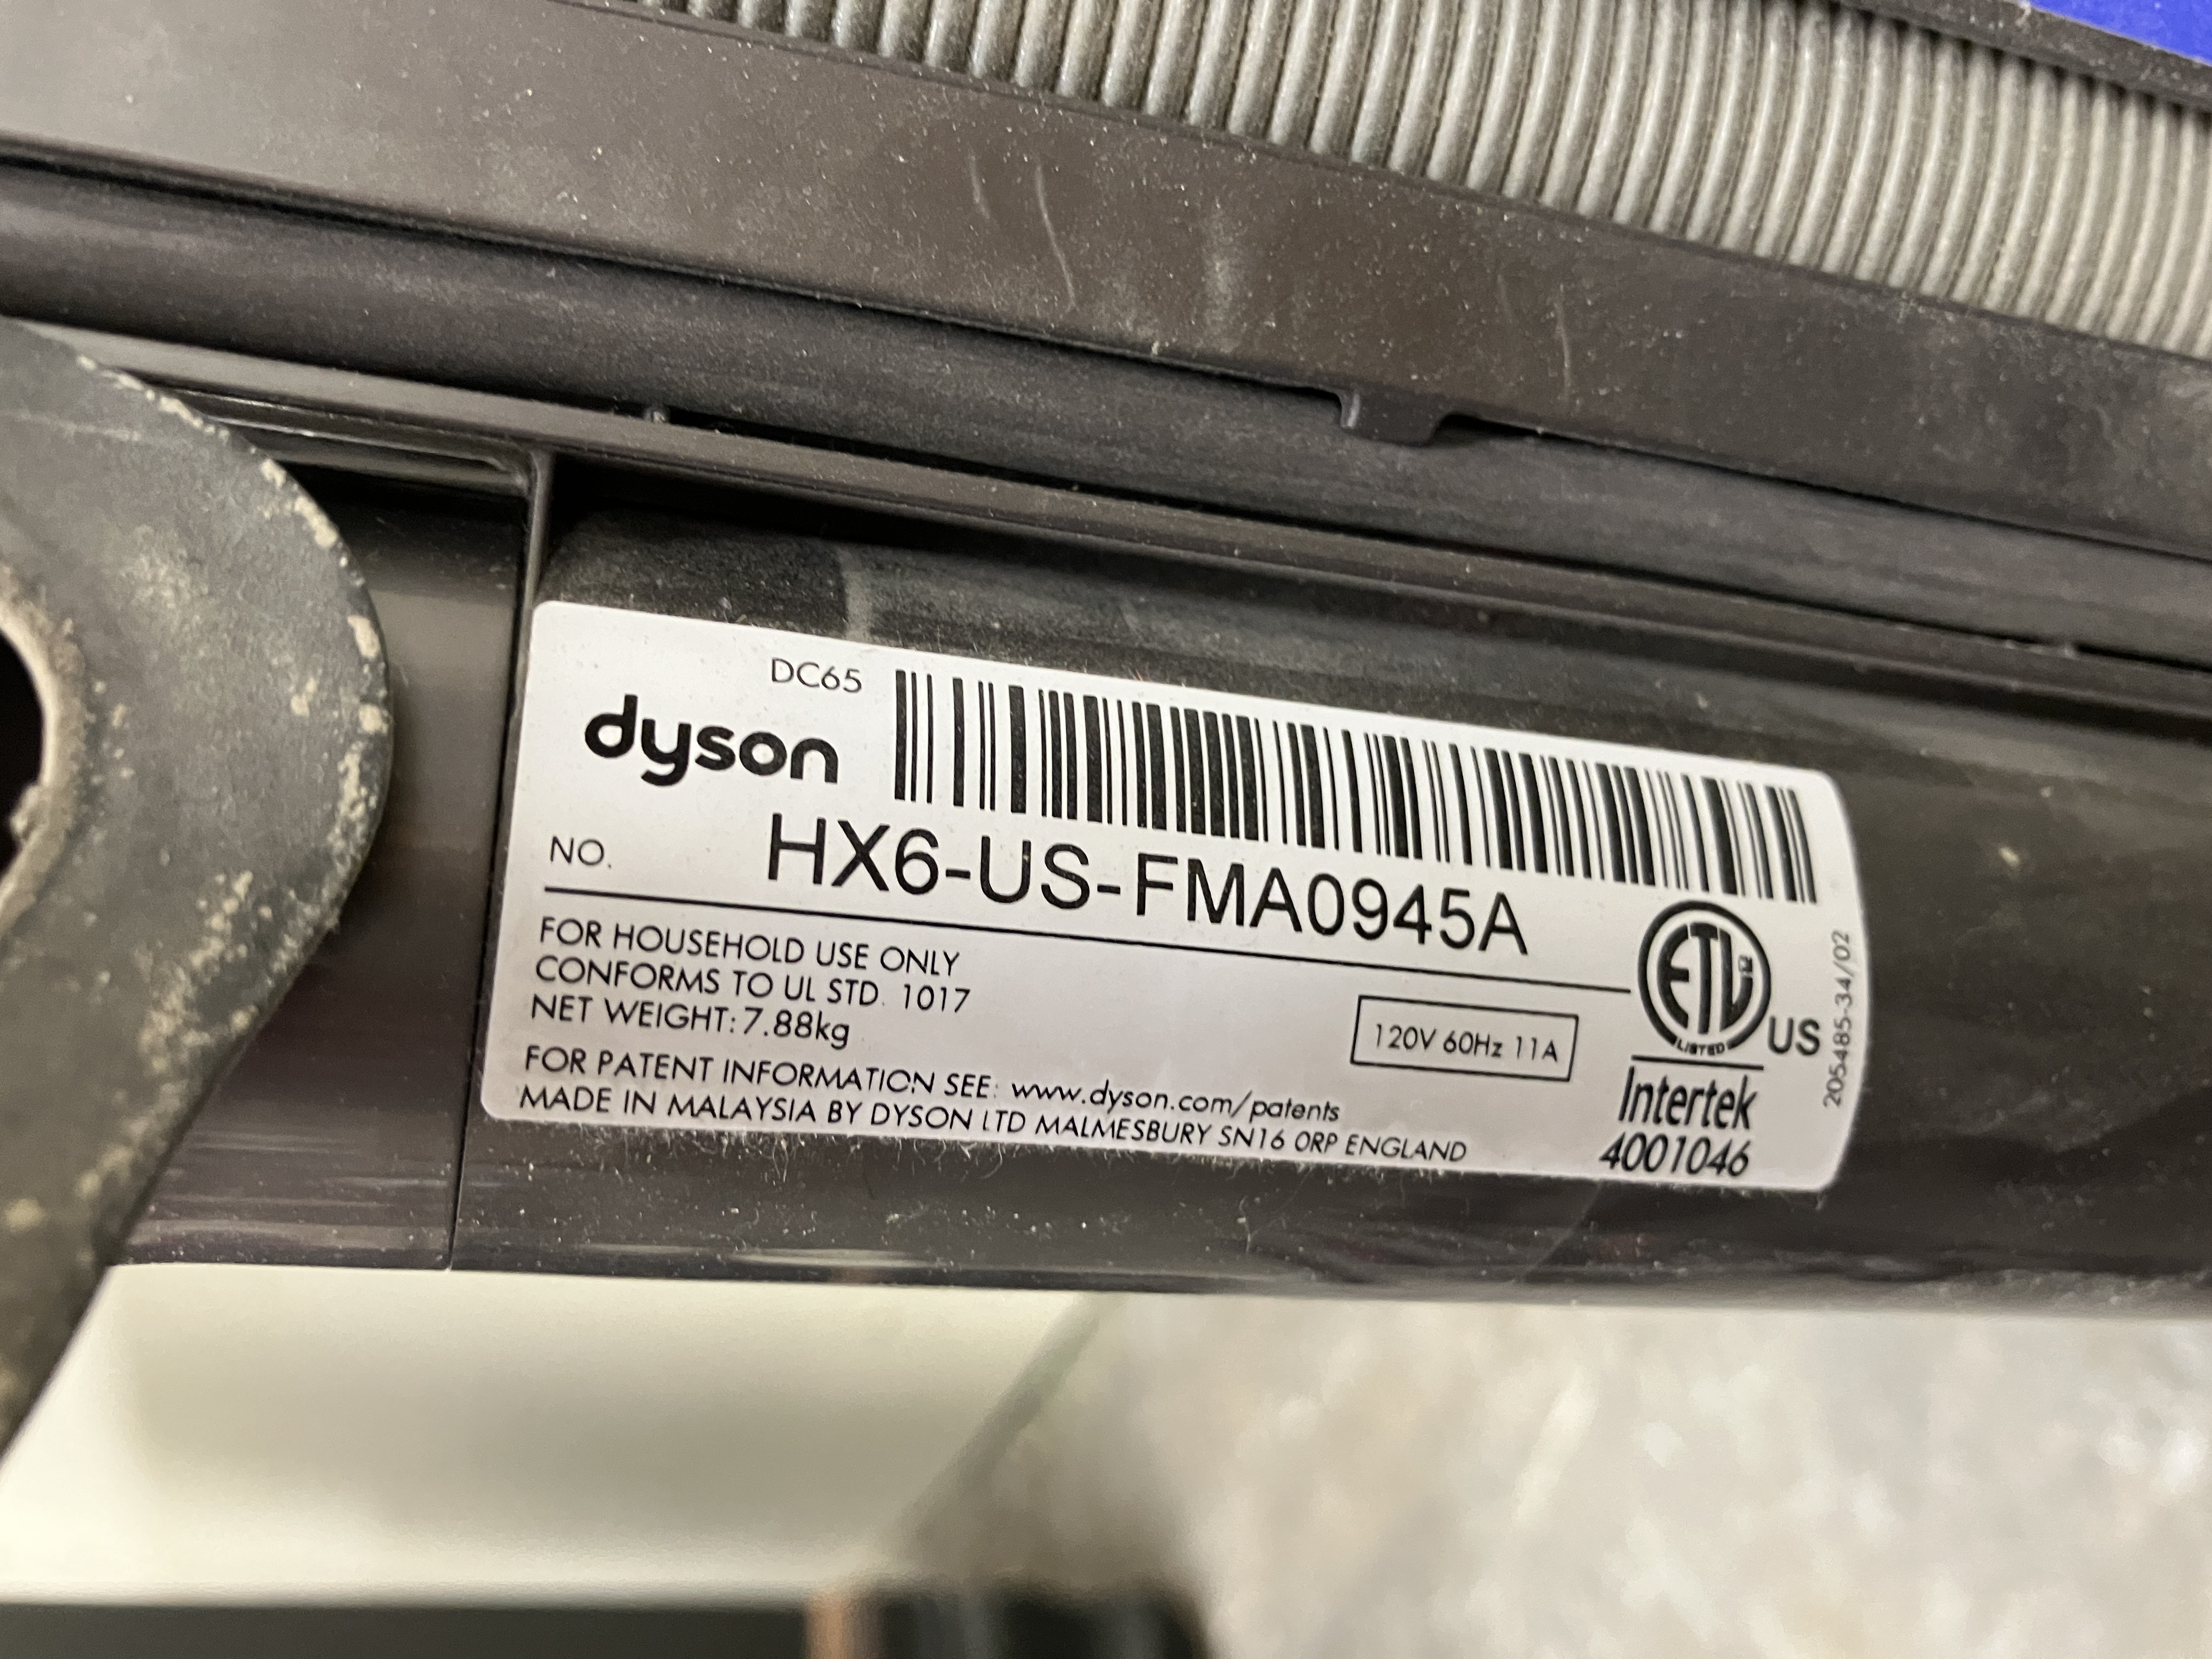 DC65
dyson
NO. HX6-US-FMA0945A
FOR HOUSEHOLD USE ONLY
CONFORMS TO UL STD. 1017
NET WEIGHT: 7.88kg
120V 60Hz 11A
FOR PATENT INFORMATION SEE: www.dyson.com/patents
MADE IN MALAYSIA BY DYSON LTD MALMESBURY SN16 0RP ENGLAND
ETL
LISTED
US
Intertek
4001046
205485-34/02